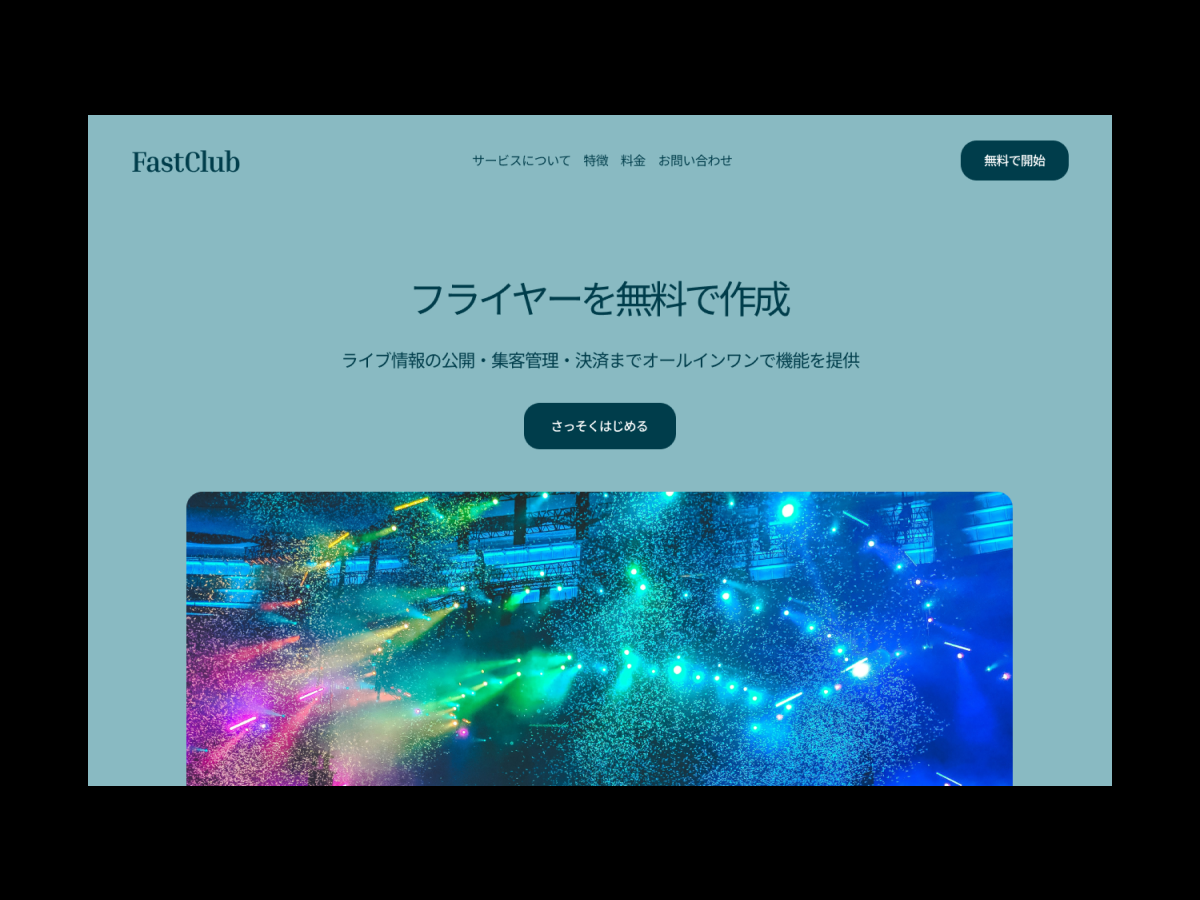 FastClub
サービスについて 特徴 料金 お問い合わせ
無料で開始
フライヤーを無料で作成
ライブ情報の公開・集客管理・決済までオールインワンで機能を提供
さっそくはじめる